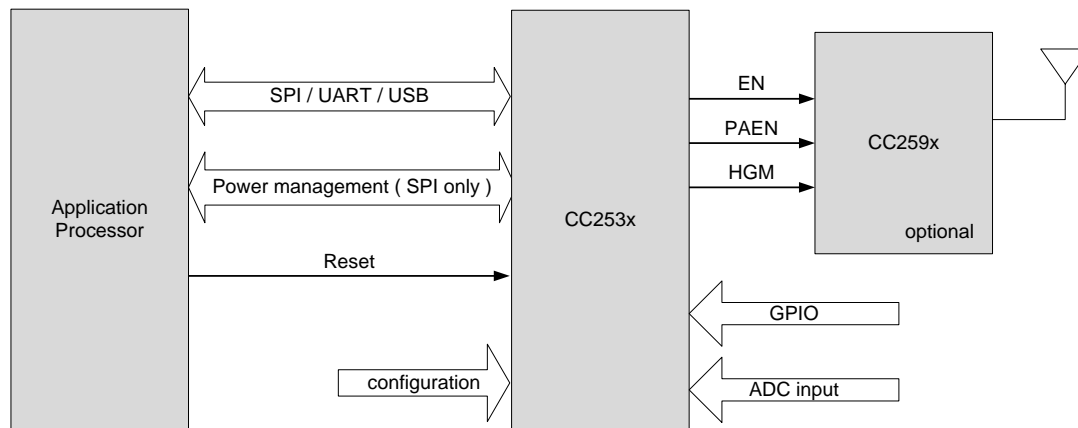 SPI / UART / USB
Power management ( SPI only )
Application
Processor
Reset
configuration
CC253x
EN
PAEN
HGM
CC259x
optional
GPIO
ADC input